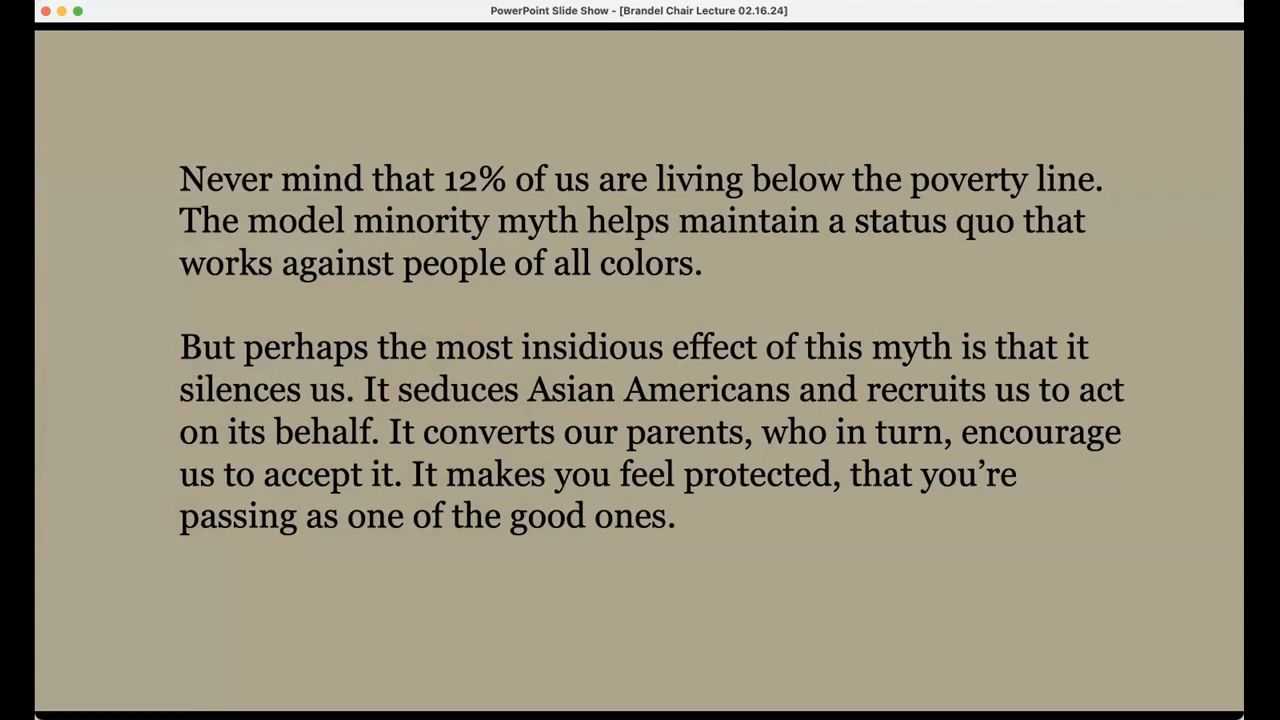 PowerPoint Slide Show - [Brandel Chair Lecture 02.16.24]
Never mind that 12% of us are living below the poverty line.
The model minority myth helps maintain a status quo that
works against people of all colors.
But perhaps the most insidious effect of this myth is that it
silences us. It seduces Asian Americans and recruits us to act
on its behalf. It converts our parents, who in turn, encourage
us to accept it. It makes you feel protected, that you’re
passing as one of the good ones.